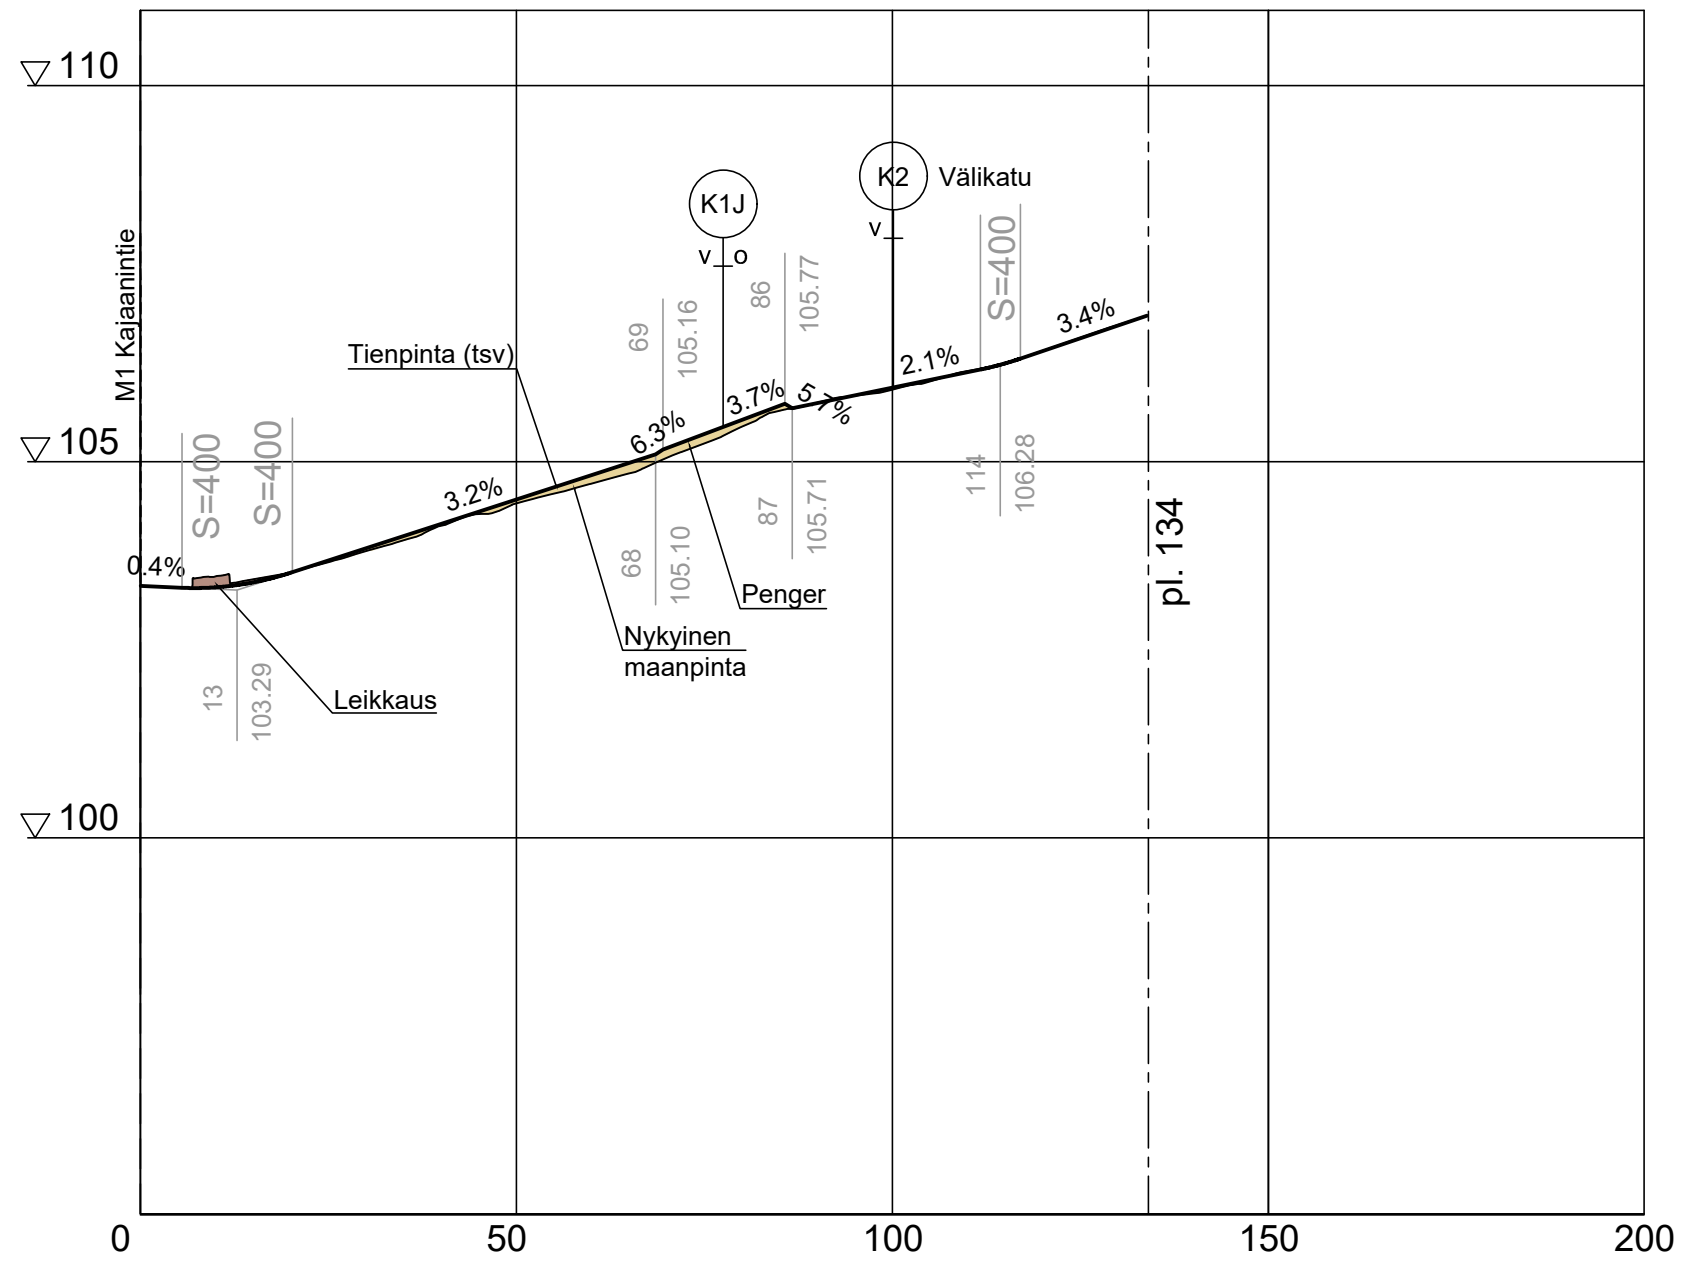 110
105
100
M1 Kajaanintie
K1J
v o
K2
Välikatu
v
S=400
86
105.77
69
105.16
Tienpinta (tsv)
3.4%
2.1%
3.7%
5.7%
6.3%
3.2%
S=400
S=400
0.4%
114
106.28
87
105.71
68
105.10
pl. 134
Penger
Nykyinen
maanpinta
Leikkaus
13
103.29
0
50
100
150
200